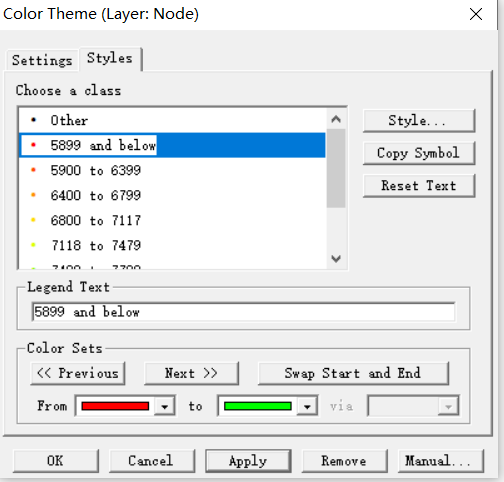 Color Theme (Layer: Node)
Settings Styles
Choose a class
Other
5899 and below
5900 to 6399
6400 to 6799
6800 to 7117
7118 to 7479
Style...
Copy Symbol
Reset Text
Legend Text
5899 and below
Color Sets
<< Previous Next >> Swap Start and End
From to via
OK Cancel Apply Remove Manual...